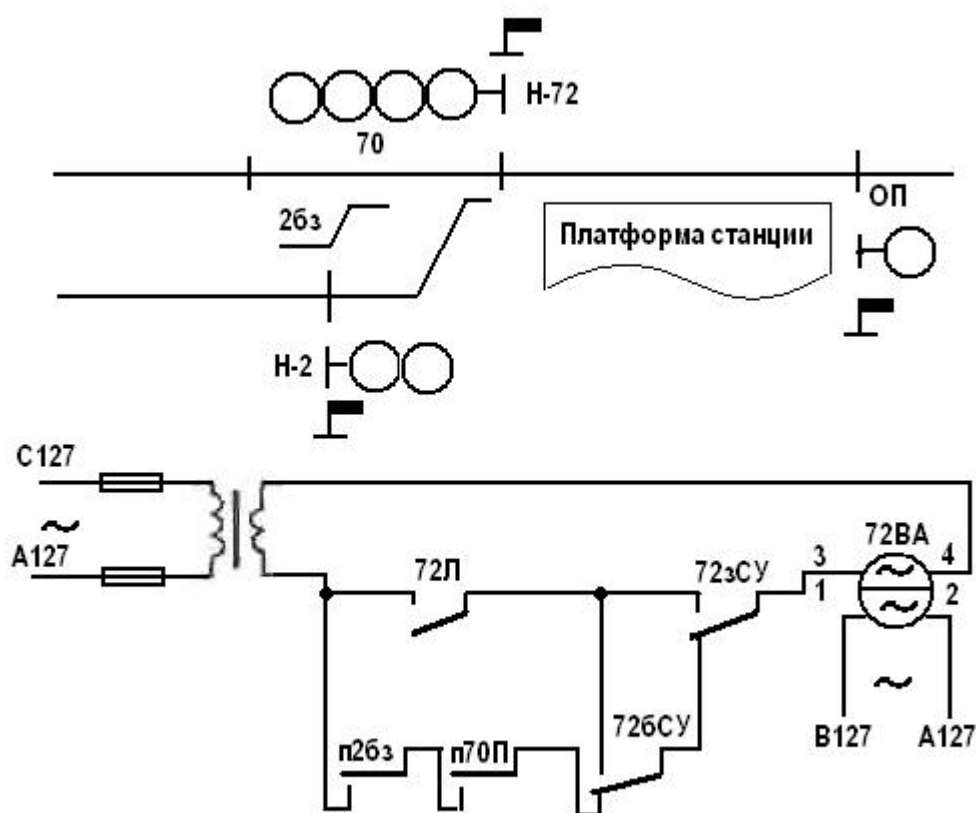 Н-72
70
ОП
2бз
Платформа станции
Н-2
С127
~
А127
72ВА
3
4
1
2
~
~
72Л
72зСУ
72бСУ
~
п2бз
п70П
В127
А127